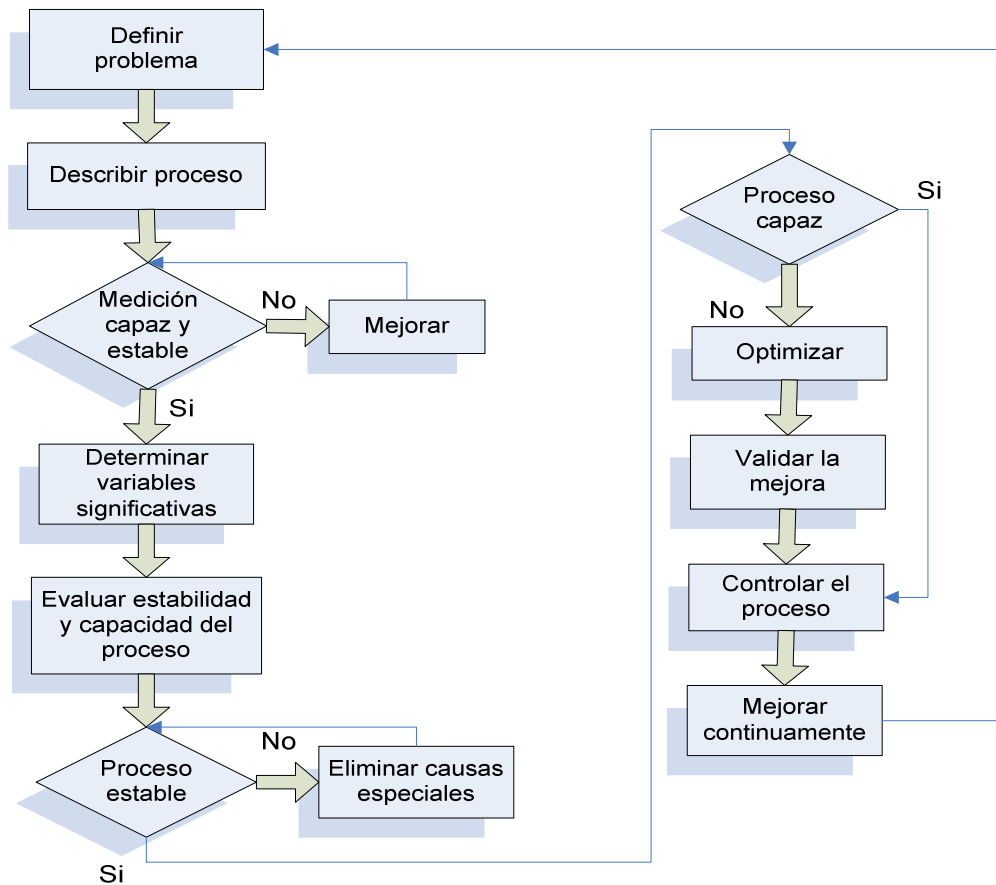 Definir
problema
Describir proceso
Medición
capaz y
estable
No
Mejorar
Si
Determinar
variables
significativas
Evaluar estabilidad
y capacidad del
proceso
Proceso
estable
No
Eliminar causas
especiales
Si
Proceso
capaz
Si
No
Optimizar
Validar la
mejora
Controlar el
proceso
Mejorar
continuamente